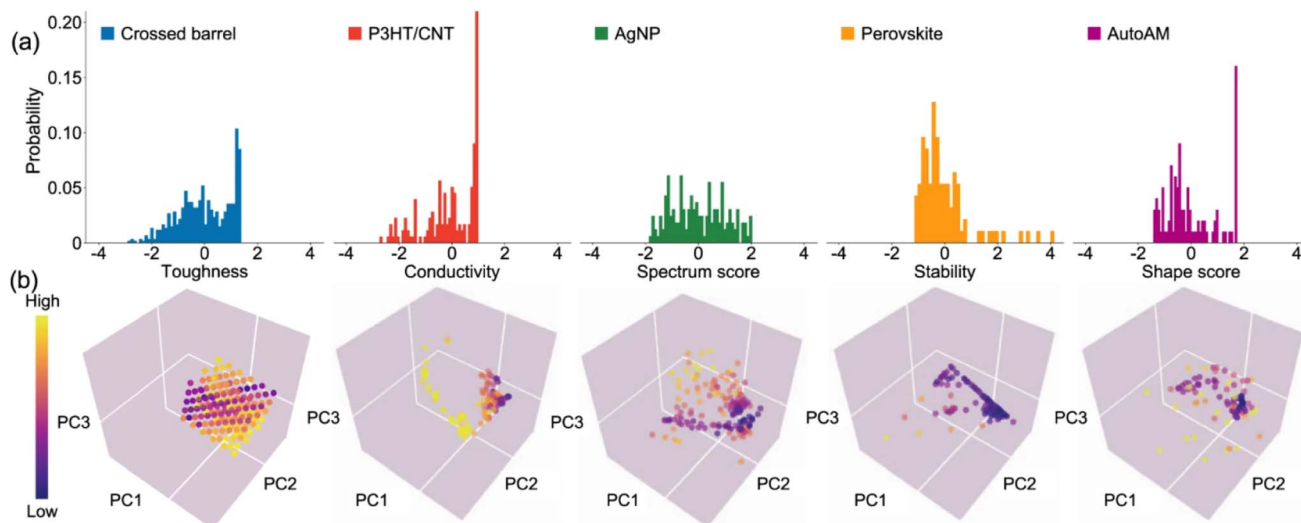 (a)
0.20
0.15
0.10
0.05
0
Probability
Crossed barrel
-4 -2 0 2 4
Toughness
P3HT/CNT
-4 -2 0 2 4
Conductivity
AgNP
-4 -2 0 2 4
Spectrum score
Perovskite
-4 -2 0 2 4
Stability
AutoAM
-4 -2 0 2 4
Shape score
(b)
High
Low
PC3
PC1
PC2
PC3
PC1
PC2
PC3
PC1
PC2
PC3
PC1
PC2
PC3
PC1
PC2